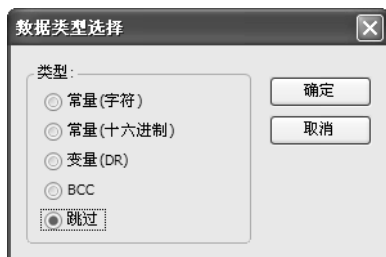 数据类型选择
类型:
常量(字符)
常量(十六进制)
变量(DR)
BCC
跳过
确定
取消